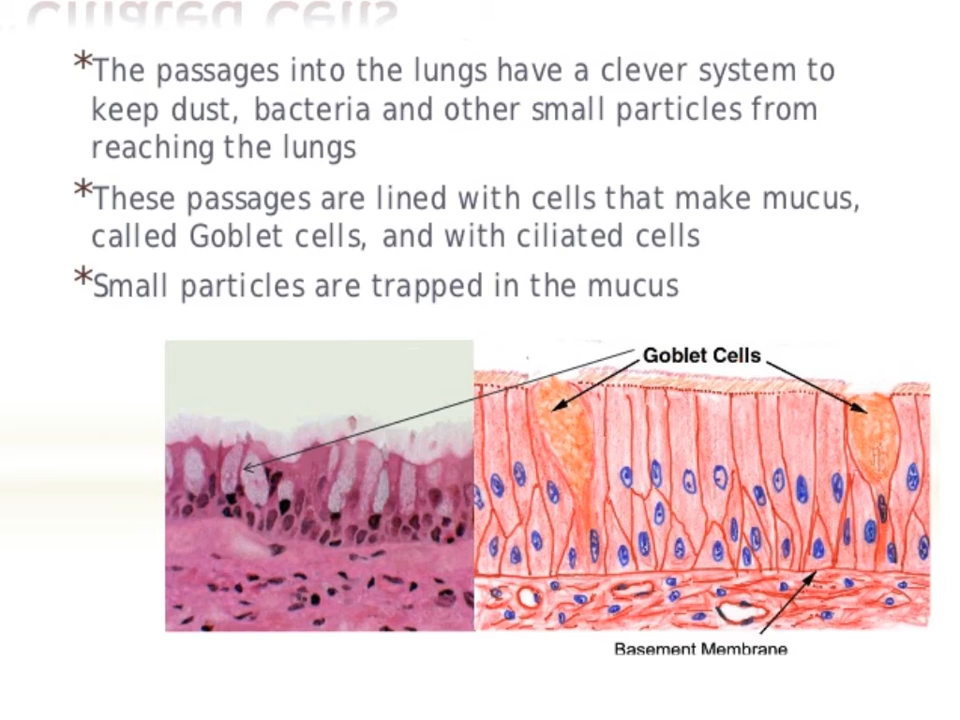 Ciliated Cells
*The passages into the lungs have a clever system to
keep dust, bacteria and other small particles from
reaching the lungs
*These passages are lined with cells that make mucus,
called Goblet cells, and with ciliated cells
*Small particles are trapped in the mucus
Goblet Cells
Basement Membrane